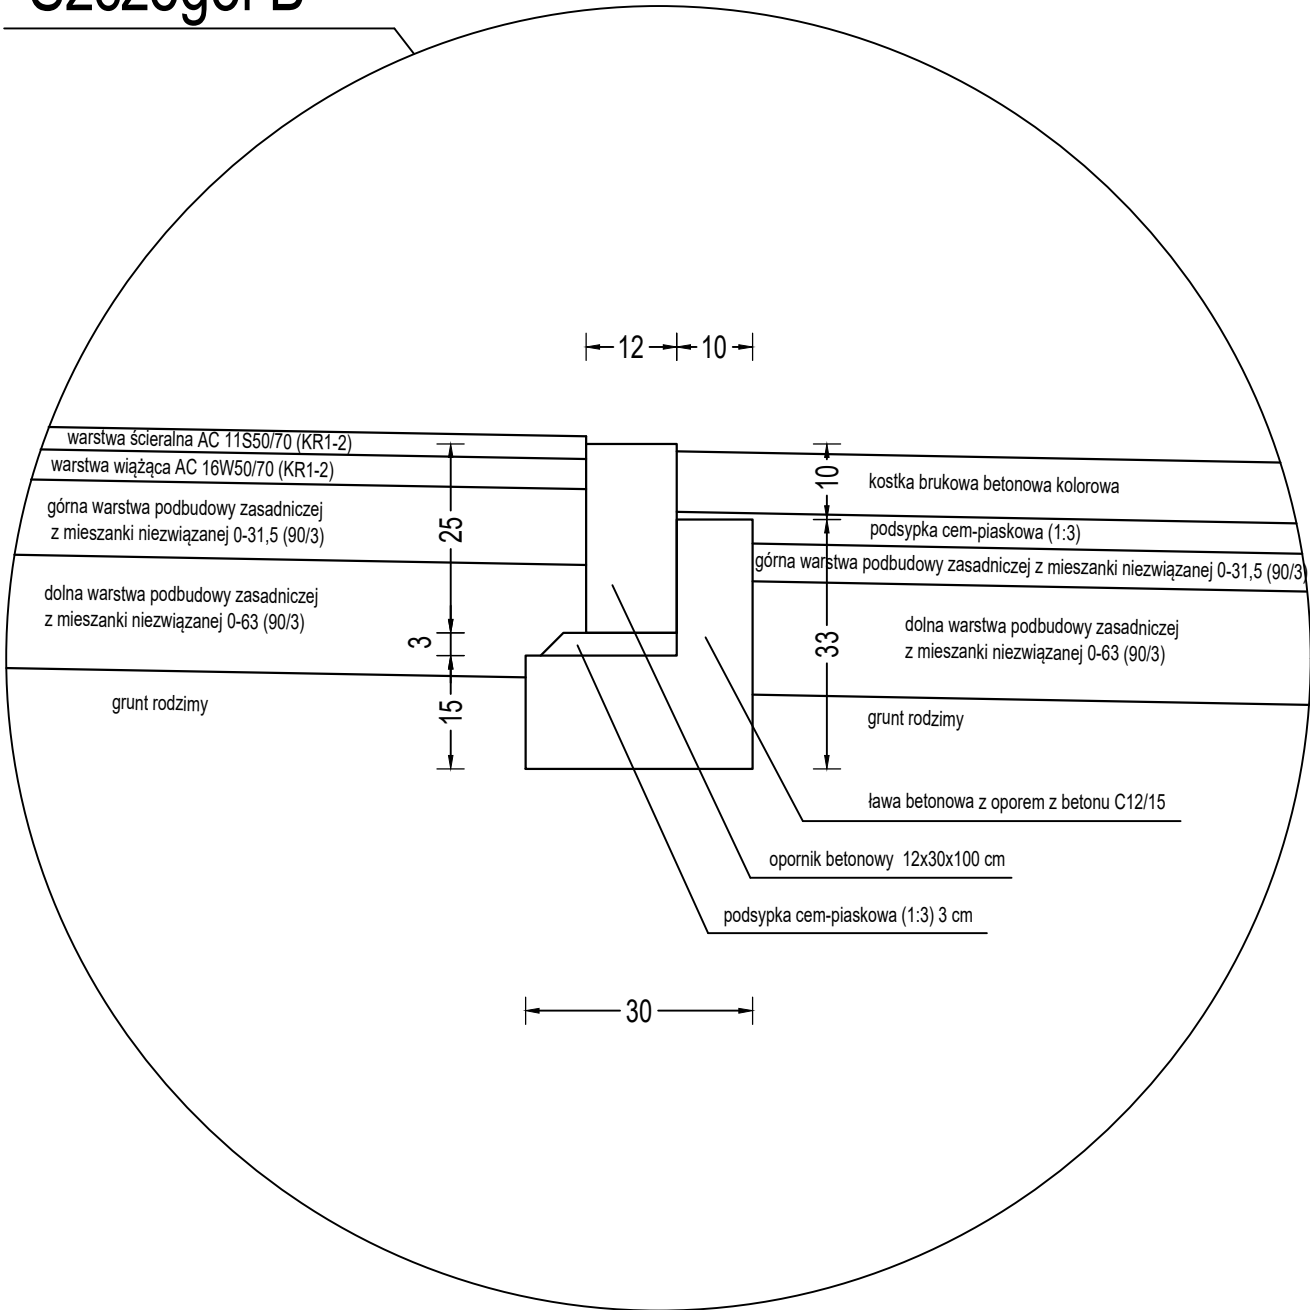 Szczegół B
12
10
warstwa ścieralna AC 11S50/70 (KR1-2)
warstwa wiążąca AC 16W50/70 (KR1-2)
górna warstwa podbudowy zasadniczej
z mieszanki niezwiązanej 0-31,5 (90/3)
dolna warstwa podbudowy zasadniczej
z mieszanki niezwiązanej 0-63 (90/3)
grunt rodzimy
25
3
15
10
33
kostka brukowa betonowa kolorowa
podsypka cem-piaskowa (1:3)
górna warstwa podbudowy zasadniczej z mieszanki niezwiązanej 0-31,5 (90/3)
dolna warstwa podbudowy zasadniczej
z mieszanki niezwiązanej 0-63 (90/3)
grunt rodzimy
ława betonowa z oporem z betonu C12/15
opornik betonowy 12x30x100 cm
podsypka cem-piaskowa (1:3) 3 cm
30